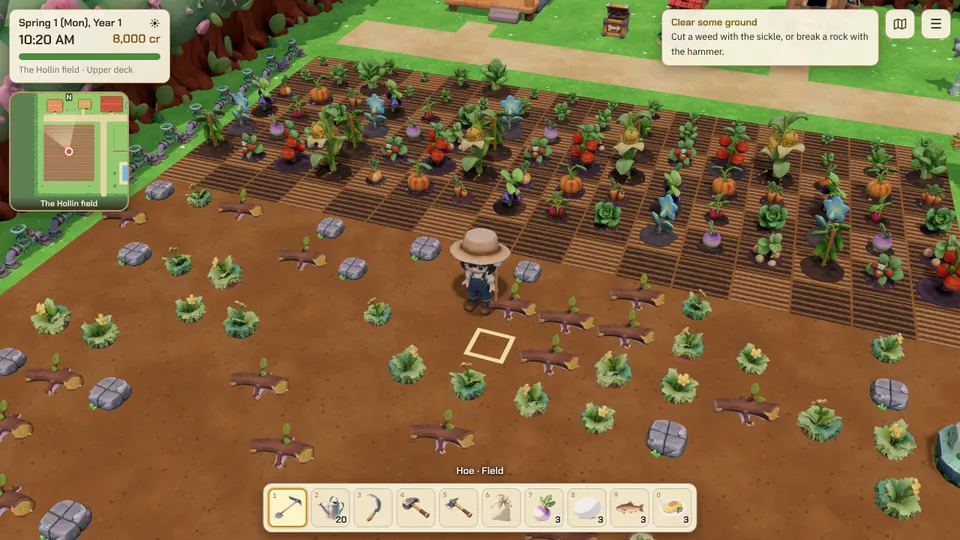 Spring 1 (Mon), Year 1
10:20 AM
8,000 cr
The Hollin field · Upper deck
N
The Hollin field
Clear some ground
Cut a weed with the sickle, or break a rock with
the hammer.
Hoe · Field
1
2
20
3
4
5
6
7
3
8
3
9
3
0
3